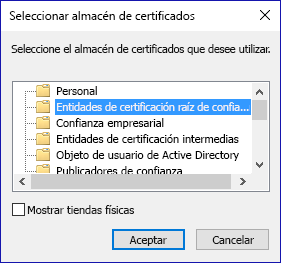 Seleccionar almacén de certificados
Seleccione el almacén de certificados que desee utilizar.
Personal
Entidades de certificación raíz de confia...
Confianza empresarial
Entidades de certificación intermedias
Objeto de usuario de Active Directory
Publicadores de confianza
Mostrar tiendas físicas
Aceptar
Cancelar